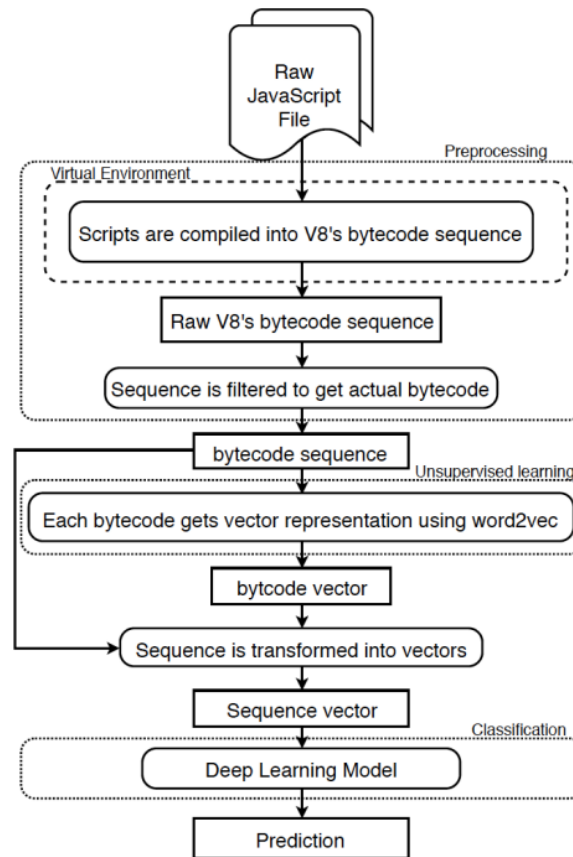 Raw
JavaScript
File
Preprocessing
Virtual Environment
Scripts are compiled into V8's bytecode sequence
Raw V8's bytecode sequence
Sequence is filtered to get actual bytecode
bytecode sequence
Unsupervised learning
Each bytecode gets vector representation using word2vec
bytcode vector
Sequence is transformed into vectors
Sequence vector
Classification
Deep Learning Model
Prediction